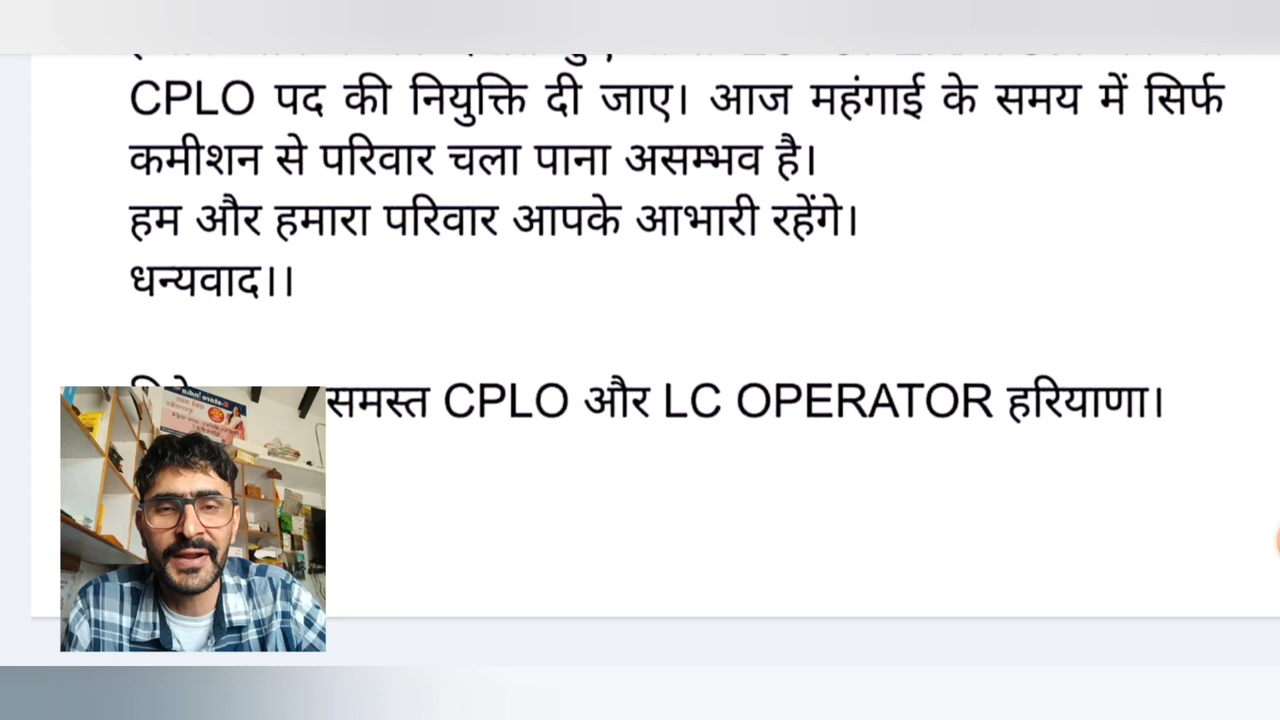 CPLO पद की नियुक्ति दी जाए। आज महंगाई के समय में सिर्फ
कमीशन से परिवार चला पाना असम्भव है।
हम और हमारा परिवार आपके आभारी रहेंगे।
धन्यवाद।।
समस्त CPLO और LC OPERATOR हरियाणा।